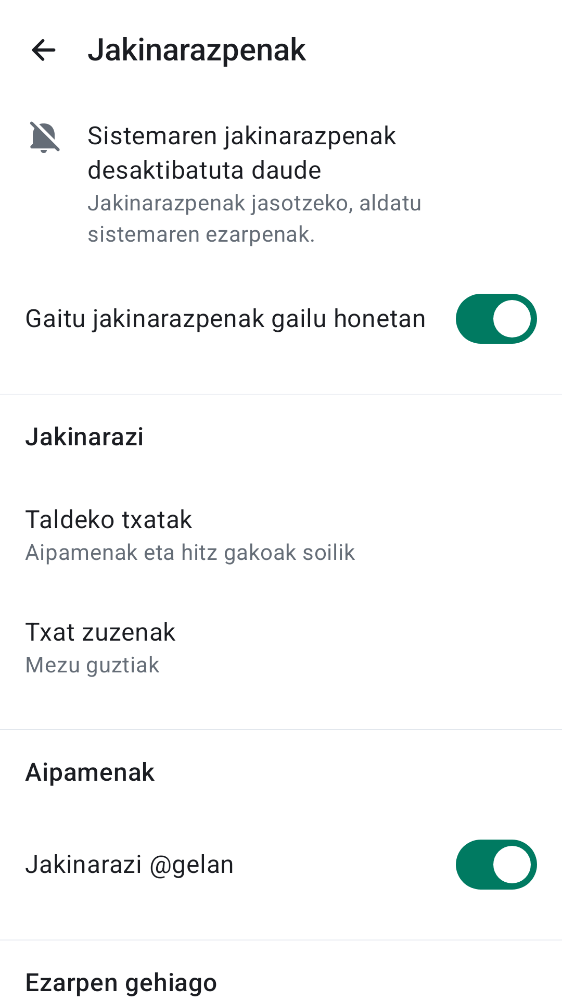 Jakinarazpenak
Sistemaren jakinarazpenak
desaktibatuta daude
Jakinarazpenak jasotzeko, aldatu
sistemaren ezarpenak.
Gaitu jakinarazpenak gailu honetan
Jakinarazi
Taldeko txatak
Aipamenak eta hitz gakoak soilik
Txat zuzenak
Mezu guztiak
Aipamenak
Jakinarazi @gelan
Ezarpen gehiago